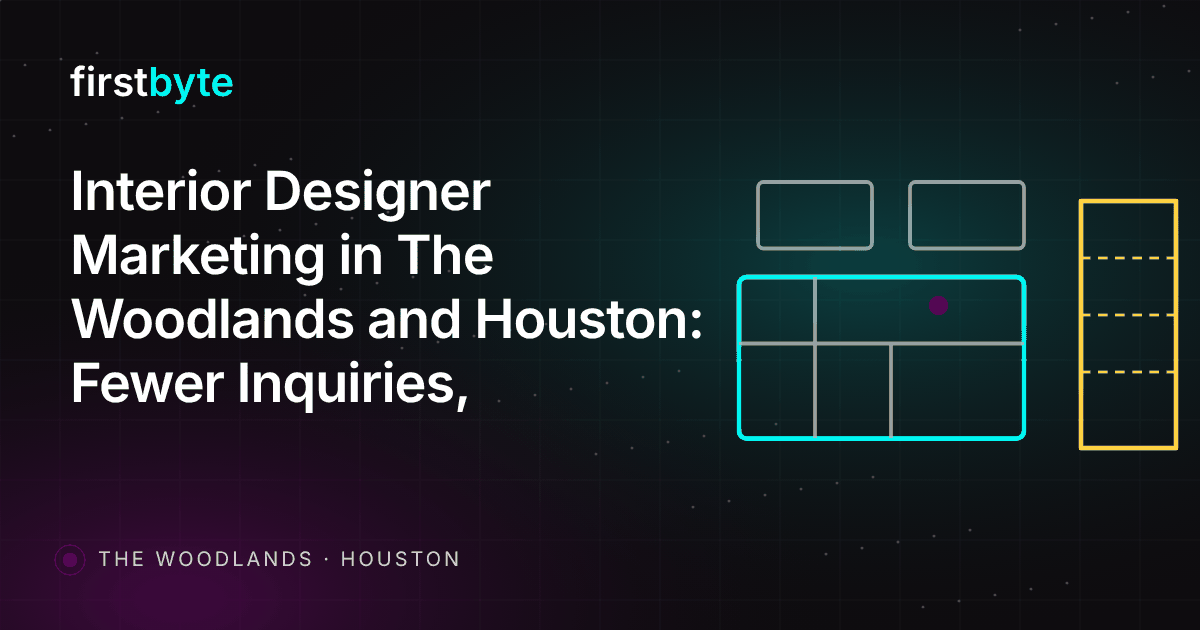 firstbyte
Interior Designer
Marketing in The
Woodlands and Houston:
Fewer Inquiries,
THE WOODLANDS · HOUSTON